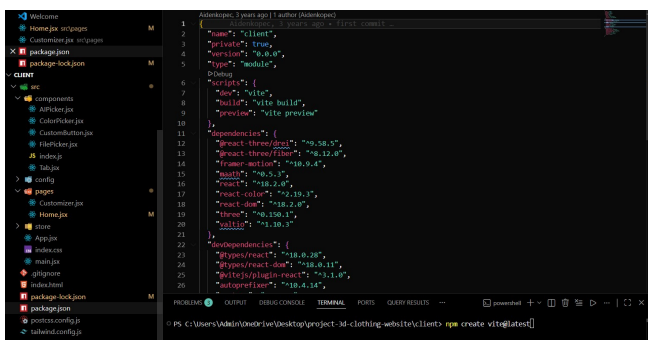 Welcome
Home.jsx src\pages M
Customizer.jsx src\pages
package.json
package-lock.json M
CLIENT
src
components
AIPicker.jsx
ColorPicker.jsx
CustomButton.jsx
FilePicker.jsx
JS index.js
Tab.jsx
config
pages
Customizer.jsx
Home.jsx M
store
App.jsx
index.css
main.jsx
.gitignore
index.html
package-lock.json M
package.json
postcss.config.js
tailwind.config.js
Aidenkopec, 3 years ago | 1 author (Aidenkopec)
1 { Aidenkopec, 3 years ago • first commit
2 "name": "client",
3 "private": true,
4 "version": "0.0.0",
5 "type": "module",
Debug
6 "scripts": {
7 "dev": "vite",
8 "build": "vite build",
9 "preview": "vite preview"
10 },
11 "dependencies": {
12 "@react-three/drei": "^9.58.5",
13 "@react-three/fiber": "^8.12.0",
14 "framer-motion": "^10.9.4",
15 "maath": "^0.5.3",
16 "react": "^18.2.0",
17 "react-color": "^2.19.3",
18 "react-dom": "^18.2.0",
19 "three": "^0.150.1",
20 "valtio": "^1.10.3"
21 },
22 "devDependencies": {
23 "@types/react": "^18.0.28",
24 "@types/react-dom": "^18.0.11",
25 "@vitejs/plugin-react": "^3.1.0",
26 "autoprefixer": "^10.4.14",
PROBLEMS OUTPUT DEBUG CONSOLE TERMINAL PORTS QUERY RESULTS ... powershell
PS C:\Users\Admin\OneDrive\Desktop\project-3d-clothing-website\client> npm create vite@latest